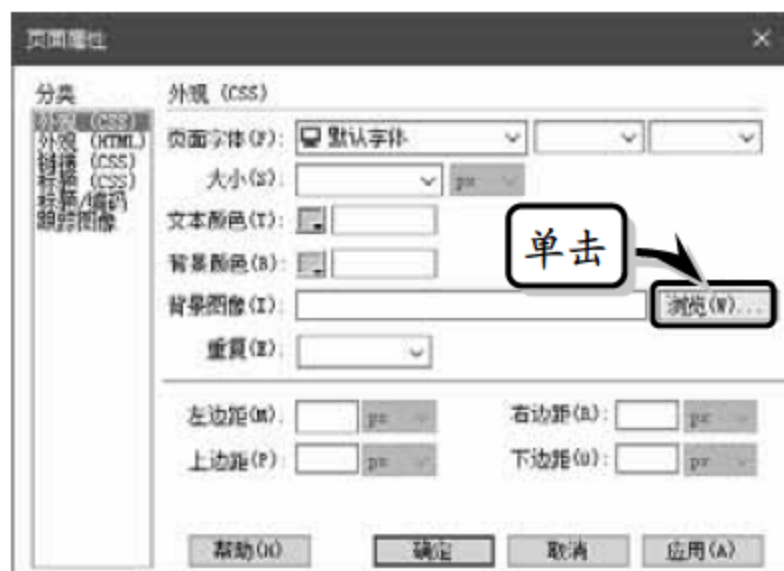 页面属性
分类
外观 (CSS)
外观 (HTML)
链接 (CSS)
标题 (CSS)
标题/编码
跟踪图像
外观 (CSS)
页面字体(F): 默认字体
大小(S): px
文本颜色(T):
背景颜色(B):
单击
背景图像(I): 浏览(W)...
重复(E):
左边距(M): px 右边距(R): px
上边距(P): px 下边距(U): px
帮助(H) 确定 取消 应用(A)